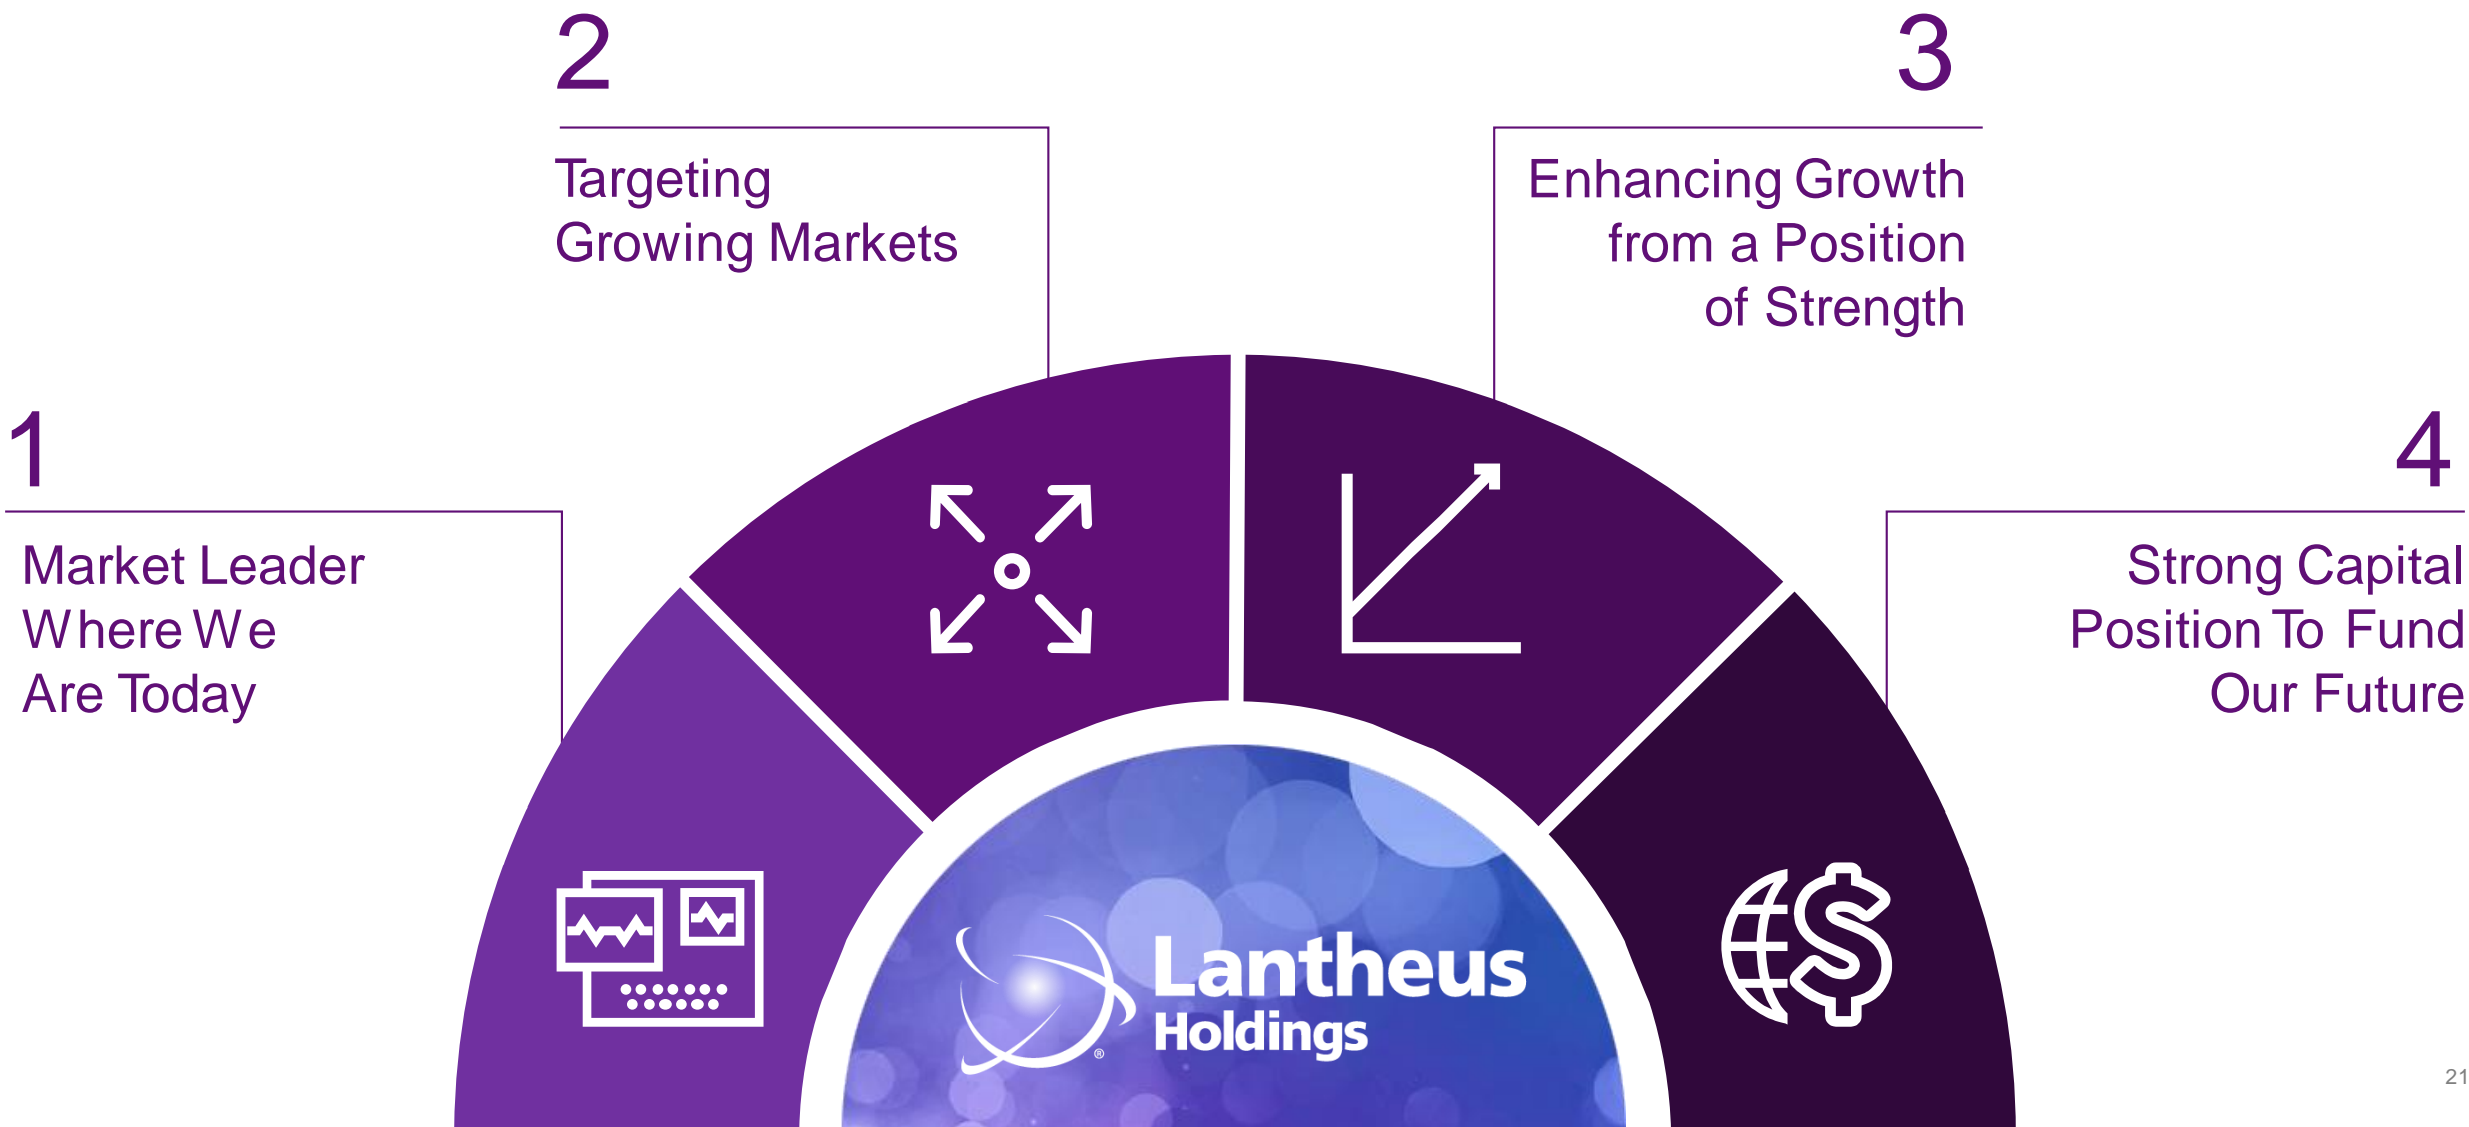 1
Market Leader
Where We
Are Today
2
Targeting
Growing Markets
3
Enhancing Growth
from a Position
of Strength
4
Strong Capital
Position To Fund
Our Future
Lantheus
Holdings
®
21